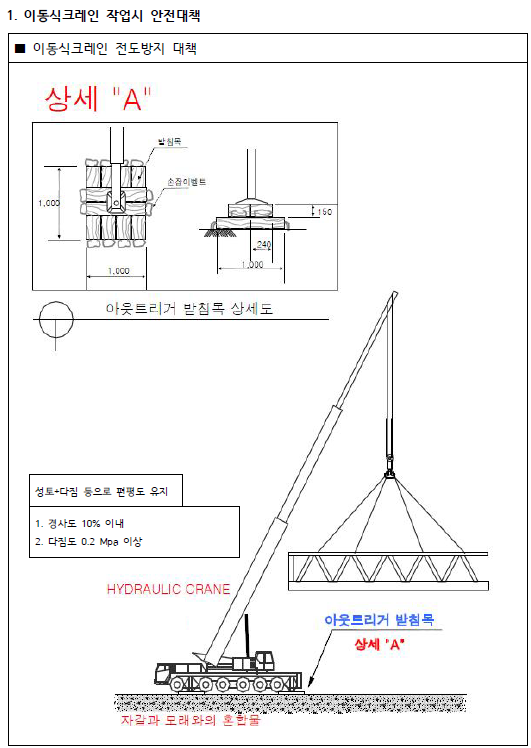 1. 이동식크레인 작업시 안전대책
■ 이동식크레인 전도방지 대책
상세 "A"
받침목
손잡이벤트
1,000
1,000
150
240
1,000
아웃트리거 받침목 상세도
성토+다짐 등으로 편평도 유지
1. 경사도 10% 이내
2. 다짐도 0.2 Mpa 이상
HYDRAULIC CRANE
아웃트리거 받침목
상세 "A"
자갈과 모래와의 혼합물